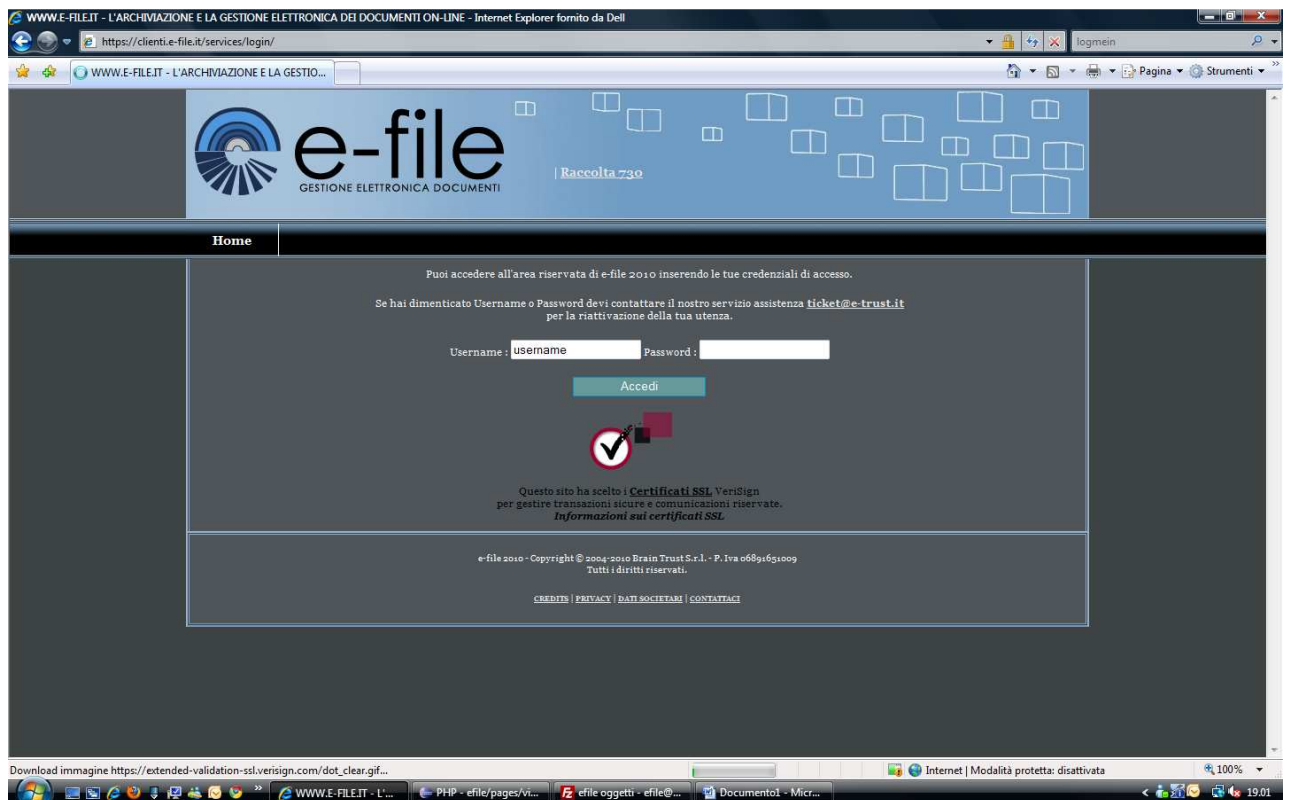 WWW.E-FILE.IT - L'ARCHIVIAZIONE E LA GESTIONE ELETTRONICA DEI DOCUMENTI ON-LINE - Internet Explorer fornito da Dell
https://clienti.e-file.it/services/login/
logmein
WWW.E-FILE.IT - L'ARCHIVIAZIONE E LA GESTIO...
Pagina
Strumenti
e-file
GESTIONE ELETTRONICA DOCUMENTI
| Raccolta 730
Home
Puoi accedere all'area riservata di e-file 2010 inserendo le tue credenziali di accesso.
Se hai dimenticato Username o Password devi contattare il nostro servizio assistenza ticket@e-trust.it
per la riattivazione della tua utenza.
Username : username Password :
Accedi
Questo sito ha scelto i Certificati SSL VeriSign
per gestire transazioni sicure e comunicazioni riservate.
Informazioni sui certificati SSL
e-file 2010 - Copyright © 2004-2010 Brain Trust S.r.l. - P. Iva 06891651009
Tutti i diritti riservati.
CREDITS | PRIVACY | DATI SOCIETARI | CONTATTACI
Download immagine https://extended-validation-ssl.verisign.com/dot_clear.gif...
Internet | Modalità protetta: disattivata
100%
WWW.E-FILE.IT - L'...
PHP - efile/pages/vi...
efile oggetti - efile@...
Documento1 - Micr...
19.01